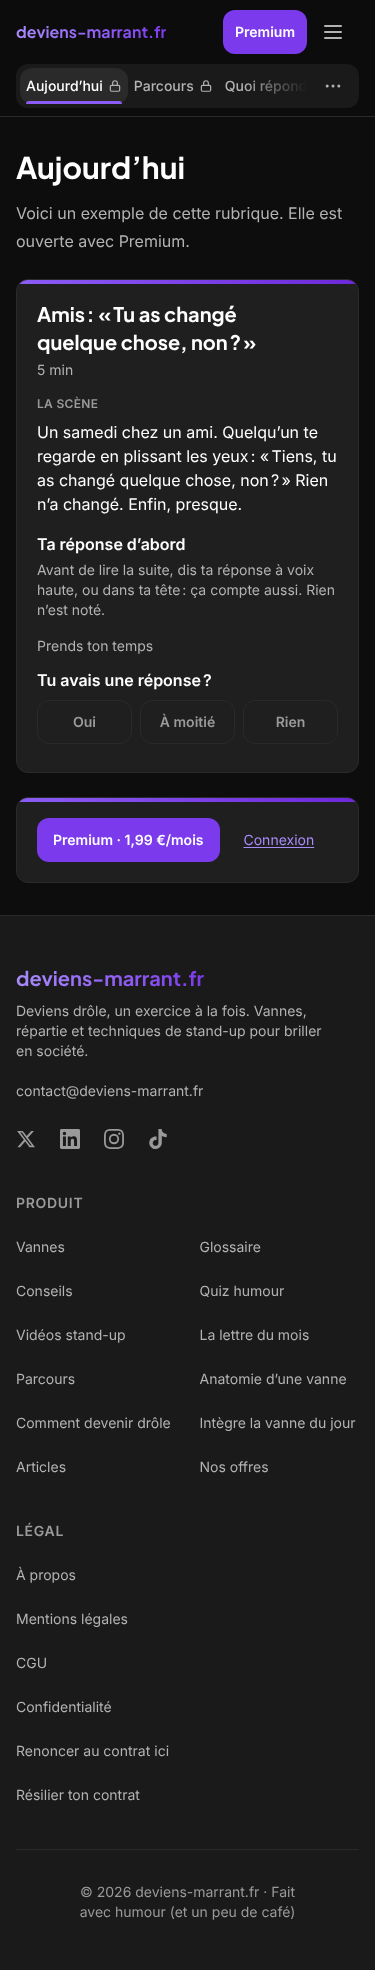 deviens-marrant.fr
Premium
Aujourd’hui
Parcours
Quoi répond
Aujourd’hui
Voici un exemple de cette rubrique. Elle est
ouverte avec Premium.
Amis : « Tu as changé
quelque chose, non ? »
5 min
LA SCÈNE
Un samedi chez un ami. Quelqu’un te
regarde en plissant les yeux : « Tiens, tu
as changé quelque chose, non ? » Rien
n’a changé. Enfin, presque.
Ta réponse d’abord
Avant de lire la suite, dis ta réponse à voix
haute, ou dans ta tête : ça compte aussi. Rien
n’est noté.
Prends ton temps
Tu avais une réponse ?
Oui
À moitié
Rien
Premium · 1,99 €/mois
Connexion
deviens-marrant.fr
Deviens drôle, un exercice à la fois. Vannes,
répartie et techniques de stand-up pour briller
en société.
contact@deviens-marrant.fr
PRODUIT
Vannes
Glossaire
Conseils
Quiz humour
Vidéos stand-up
La lettre du mois
Parcours
Anatomie d’une vanne
Comment devenir drôle
Intègre la vanne du jour
Articles
Nos offres
LÉGAL
À propos
Mentions légales
CGU
Confidentialité
Renoncer au contrat ici
Résilier ton contrat
© 2026 deviens-marrant.fr · Fait
avec humour (et un peu de café)